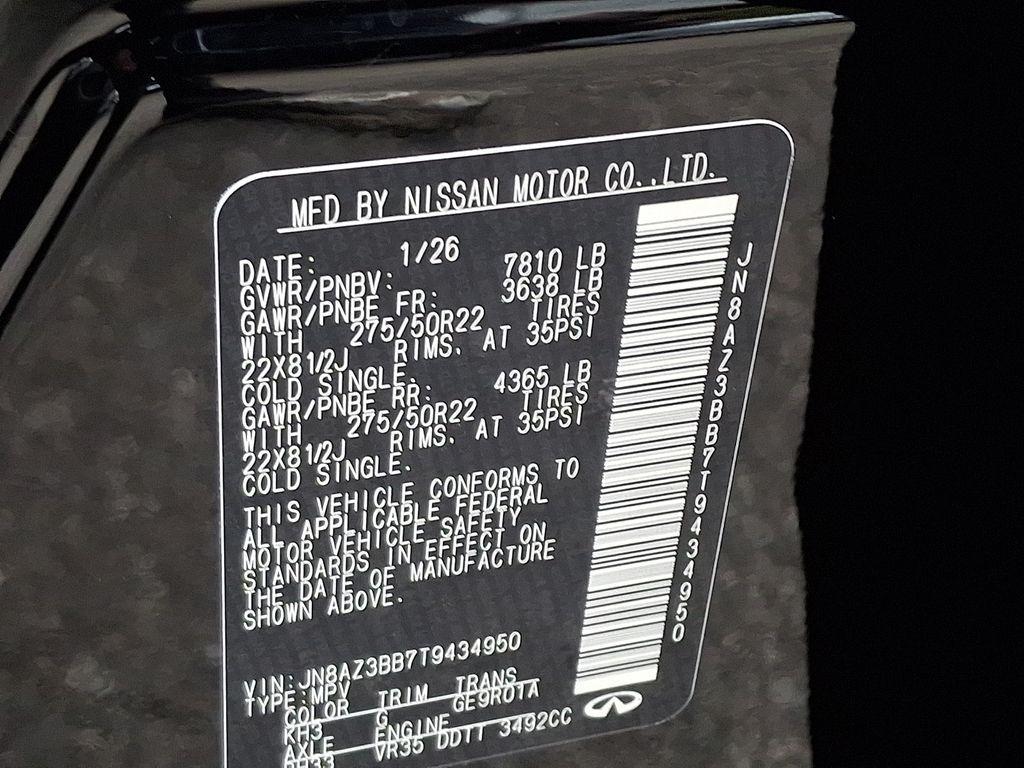 MFD BY NISSAN MOTOR CO.,LTD.
DATE: 1/26
GVWR/PNBV: 7810 LB
GAWR/PNBE FR: 3638 LB
WITH 275/50R22 TIRES
22X81/2J RIMS, AT 35PSI
COLD SINGLE.
GAWR/PNBE RR: 4365 LB
WITH 275/50R22 TIRES
22X81/2J RIMS, AT 35PSI
COLD SINGLE.
THIS VEHICLE CONFORMS TO
ALL APPLICABLE FEDERAL
MOTOR VEHICLE SAFETY
STANDARDS IN EFFECT ON
THE DATE OF MANUFACTURE
SHOWN ABOVE.
VIN:JN8AZ3BB7T9434950
TYPE:MPV
COLOR TRIM TRANS
KH3 G GE9R01A
AXLE ENGINE
VR35 DDTT 3492CC
JN8AZ3BB7T9434950